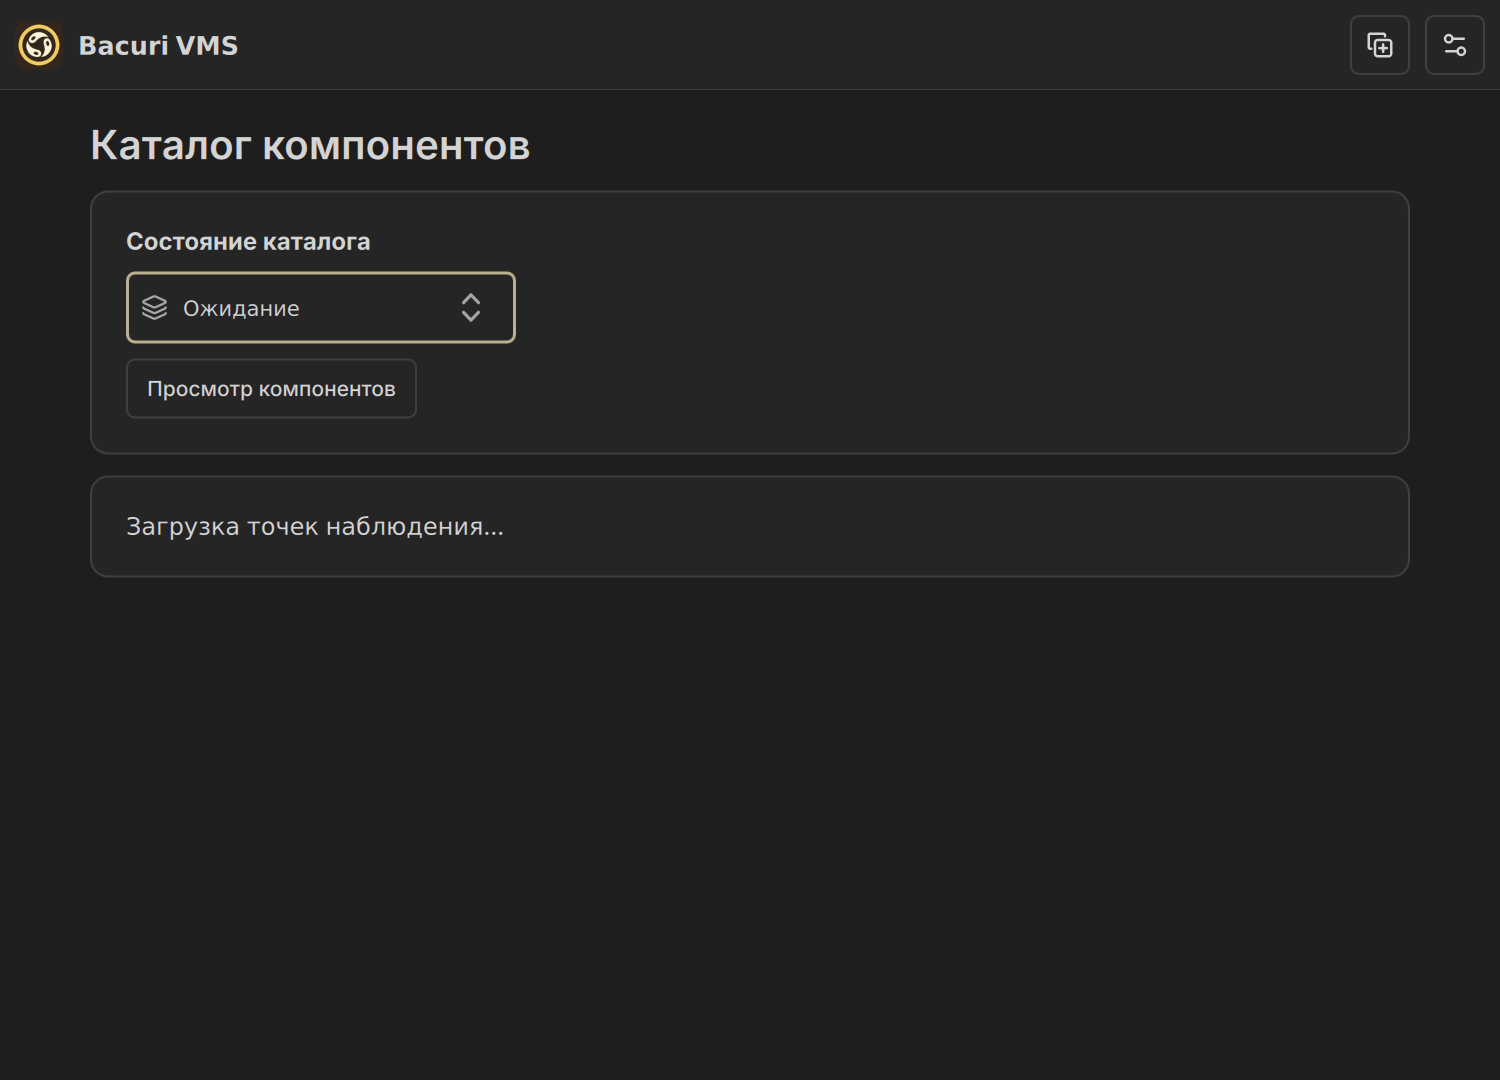 Bacuri VMS
Каталог компонентов
Состояние каталога
Ожидание
Просмотр компонентов
Загрузка точек наблюдения...